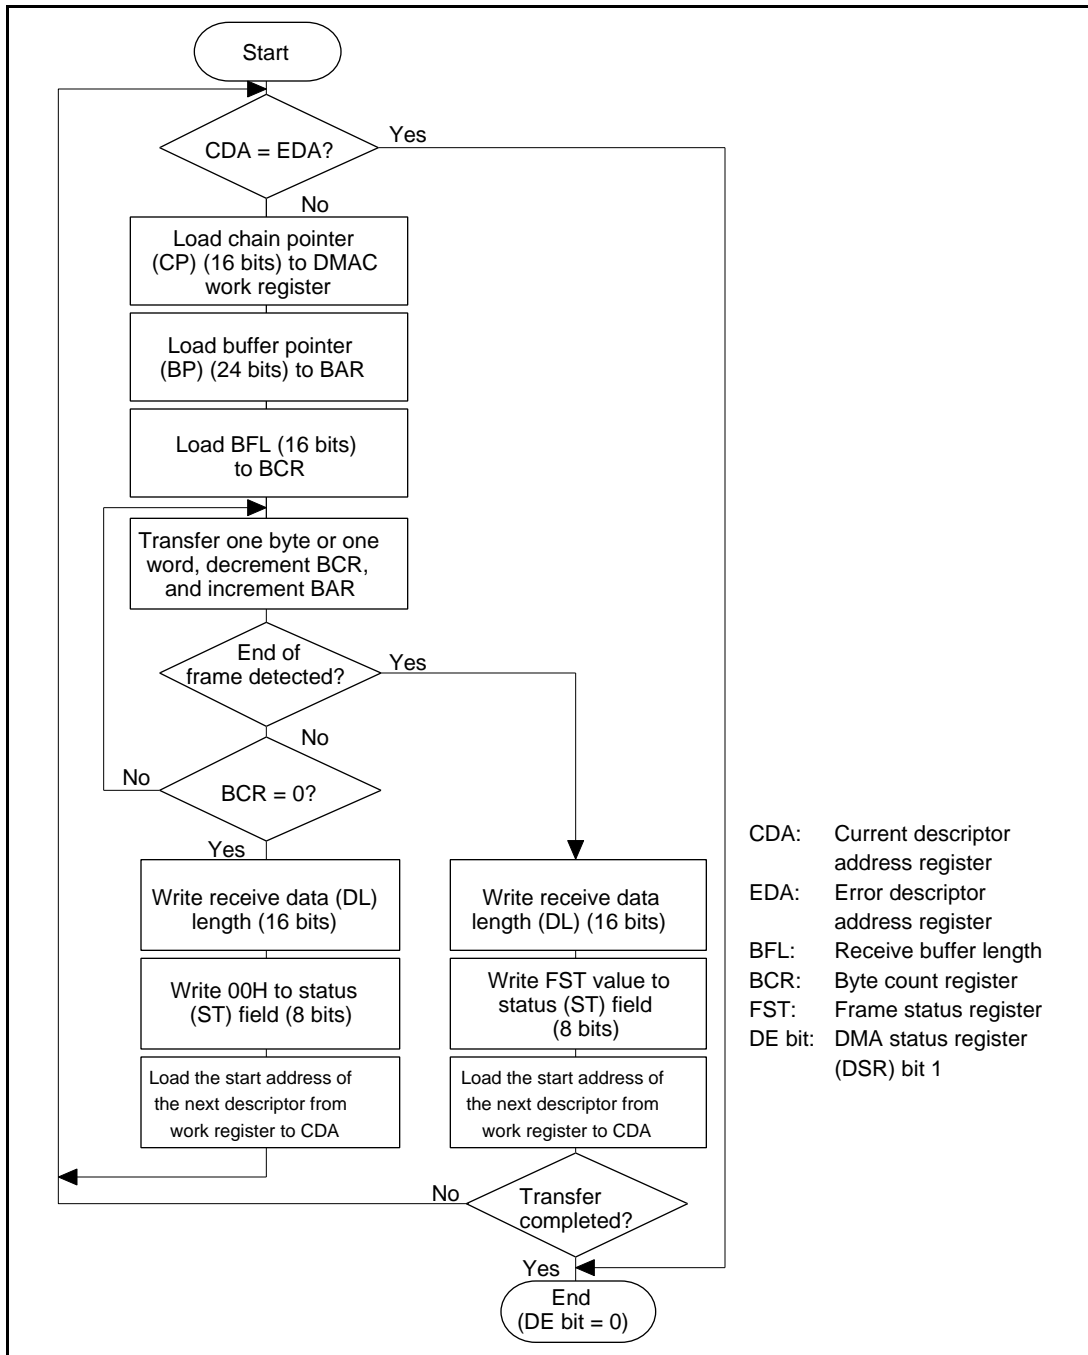 Start
CDA = EDA?
Yes
No
Load chain pointer
(CP) (16 bits) to DMAC
work register
Load buffer pointer
(BP) (24 bits) to BAR
Load BFL (16 bits)
to BCR
Transfer one byte or one
word, decrement BCR,
and increment BAR
End of
frame detected?
Yes
No
BCR = 0?
No
Yes
Write receive data (DL)
length (16 bits)
Write 00H to status
(ST) field (8 bits)
Load the start address of
the next descriptor from
work register to CDA
Write receive data
length (DL) (16 bits)
Write FST value to
status (ST) field
(8 bits)
Load the start address of
the next descriptor from
work register to CDA
No
Transfer
completed?
Yes
End
(DE bit = 0)
CDA: Current descriptor
address register
EDA: Error descriptor
address register
BFL: Receive buffer length
BCR: Byte count register
FST: Frame status register
DE bit: DMA status register
(DSR) bit 1